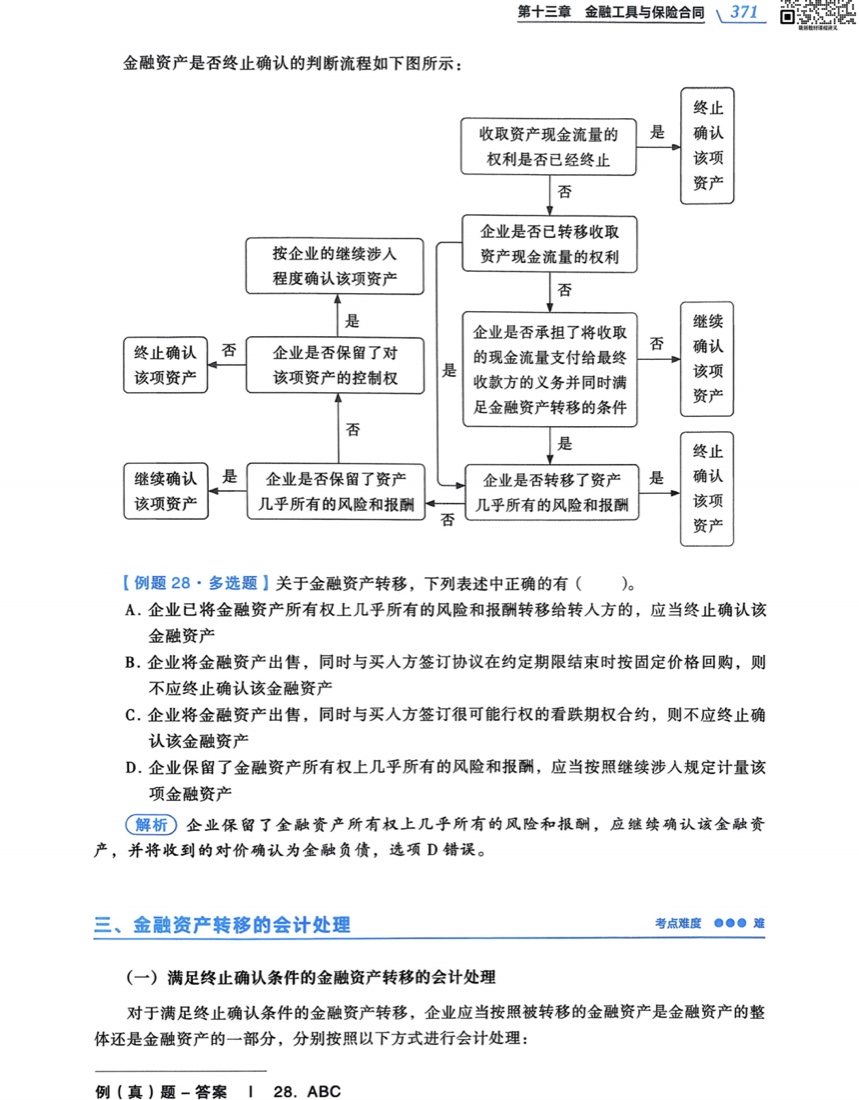 第十三章 金融工具与保险合同 371
金融资产是否终止确认的判断流程如下图所示：
收取资产现金流量的
权利是否已经终止
是
终止
确认
该项
资产
否
企业是否已转移收取
资产现金流量的权利
否
是
企业是否承担了将收取
的现金流量支付给最终
收款方的义务并同时满
足金融资产转移的条件
否
继续
确认
该项
资产
是
企业是否转移了资产
几乎所有的风险和报酬
是
终止
确认
该项
资产
否
企业是否保留了资产
几乎所有的风险和报酬
是
继续确认
该项资产
否
企业是否保留了对
该项资产的控制权
否
终止确认
该项资产
是
按企业的继续涉入
程度确认该项资产
【例题 28·多选题】关于金融资产转移，下列表述中正确的有（ ）。
A. 企业已将金融资产所有权上几乎所有的风险和报酬转移给转入方的，应当终止确认该
金融资产
B. 企业将金融资产出售，同时与买入方签订协议在约定期限结束时按固定价格回购，则
不应终止确认该金融资产
C. 企业将金融资产出售，同时与买入方签订很可能行权的看跌期权合约，则不应终止确
认该金融资产
D. 企业保留了金融资产所有权上几乎所有的风险和报酬，应当按照继续涉入规定计量该
项金融资产
解析 企业保留了金融资产所有权上几乎所有的风险和报酬，应继续确认该金融资
产，并将收到的对价确认为金融负债，选项 D 错误。
三、金融资产转移的会计处理 考点难度 难
（一）满足终止确认条件的金融资产转移的会计处理
对于满足终止确认条件的金融资产转移，企业应当按照被转移的金融资产是金融资产的整
体还是金融资产的一部分，分别按照以下方式进行会计处理：
例（真）题－答案 | 28. ABC